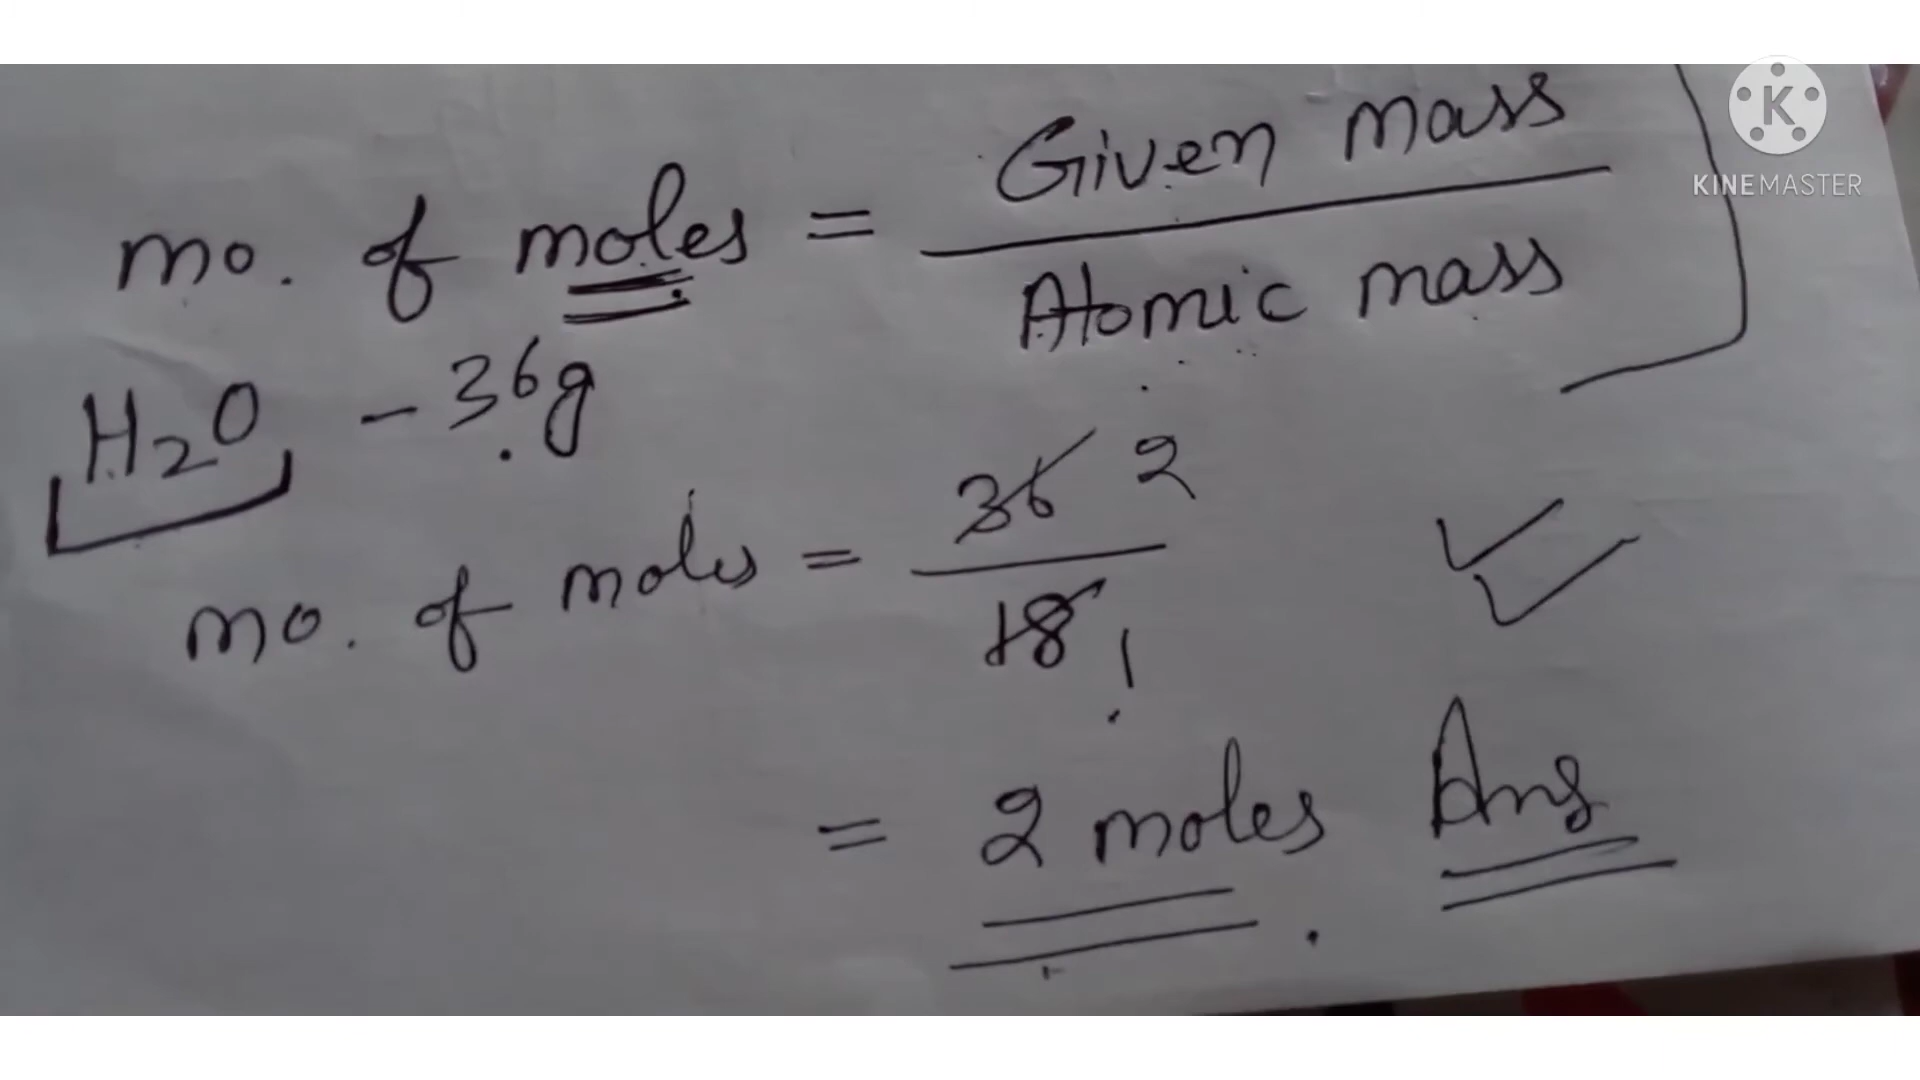 mo. of moles = Given mass / Atomic mass
H2O - 36g
mo. of moles = 36 2 / 18 1
= 2 moles Ans
KINEMASTER